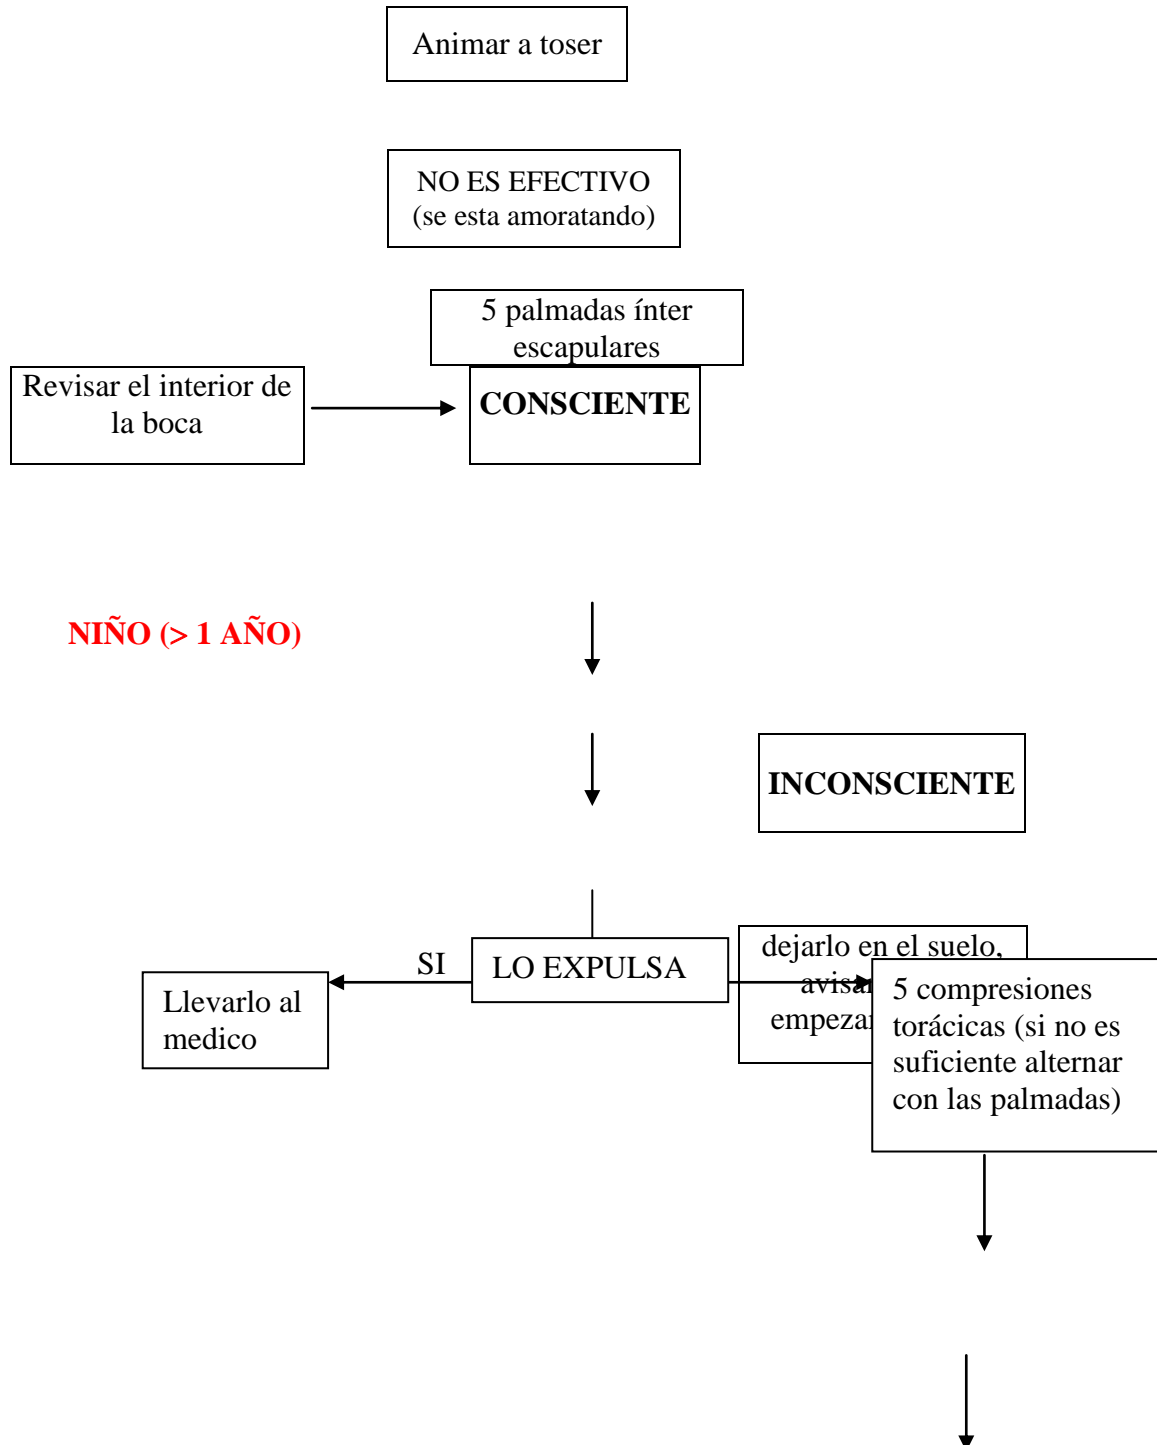 Animar a toser
NO ES EFECTIVO
(se esta amoratando)
5 palmadas ínter
escapulares
Revisar el interior de
la boca
CONSCIENTE
NIÑO (> 1 AÑO)
INCONSCIENTE
SI
LO EXPULSA
dejarlo en el suelo,
Llevarlo al
medico
5 compresiones
torácicas (si no es
suficiente alternar
con las palmadas)